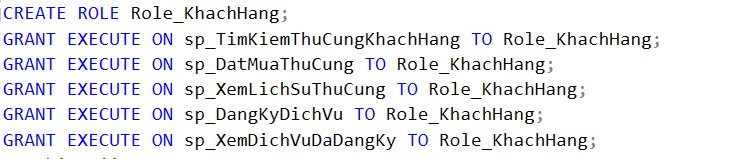 CREATE ROLE Role_KhachHang;
GRANT EXECUTE ON sp_TimKiemThuCungKhachHang TO Role_KhachHang;
GRANT EXECUTE ON sp_DatMuaThuCung TO Role_KhachHang;
GRANT EXECUTE ON sp_XemLichSuThuCung TO Role_KhachHang;
GRANT EXECUTE ON sp_DangKyDichVu TO Role_KhachHang;
GRANT EXECUTE ON sp_XemDichVuDaDangKy TO Role_KhachHang;